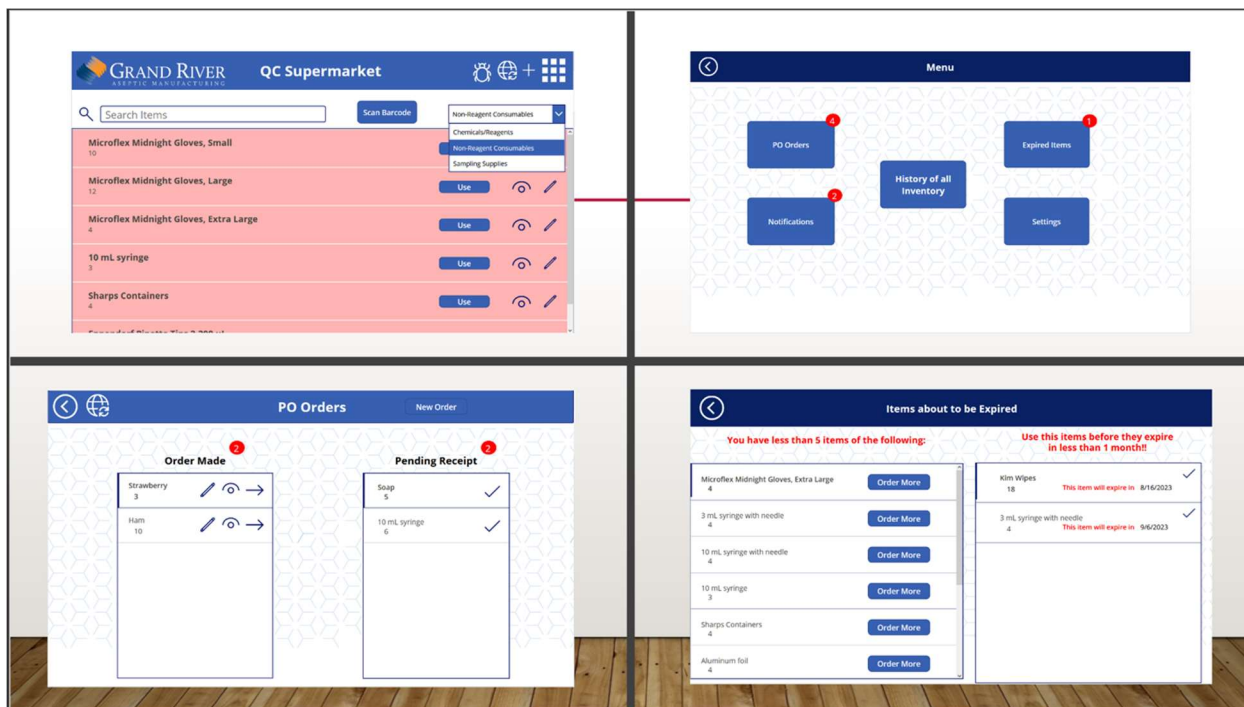 GRAND RIVER
ASEPTIC MANUFACTURING
QC Supermarket
Search Items
Scan Barcode
Non-Reagent Consumables
Chemicals/Reagents
Non-Reagent Consumables
Sampling Supplies
Microflex Midnight Gloves, Small
10
Microflex Midnight Gloves, Large
12
Use
Microflex Midnight Gloves, Extra Large
4
Use
10 mL syringe
3
Use
Sharps Containers
4
Use
Menu
PO Orders
4
Expired Items
1
History of all
Inventory
Notifications
2
Settings
PO Orders
New Order
Order Made
2
Strawberry
3
Ham
10
Pending Receipt
2
Soap
5
10 mL syringe
6
Items about to be Expired
You have less than 5 items of the following:
Microflex Midnight Gloves, Extra Large
4
Order More
3 mL syringe with needle
4
Order More
10 mL syringe with needle
4
Order More
10 mL syringe
3
Order More
Sharps Containers
4
Order More
Aluminum foil
4
Order More
Use this items before they expire
in less than 1 month!!
Kim Wipes
18 This item will expire in 8/16/2023
3 mL syringe with needle
4 This item will expire in 9/6/2023